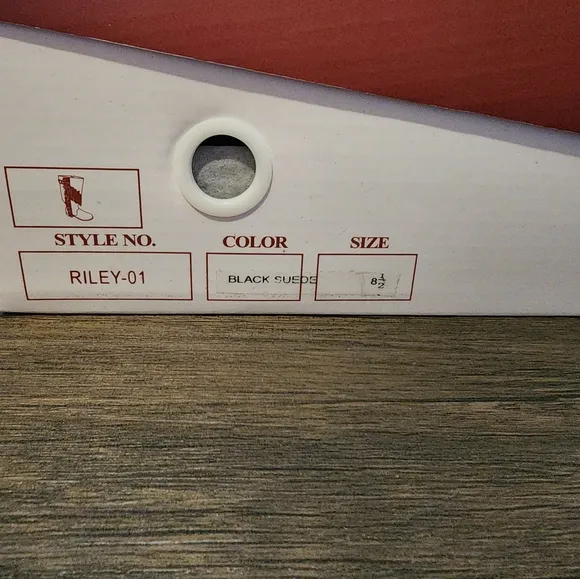 STYLE NO. COLOR SIZE
RILEY-01 BLACK SUEDE 8½